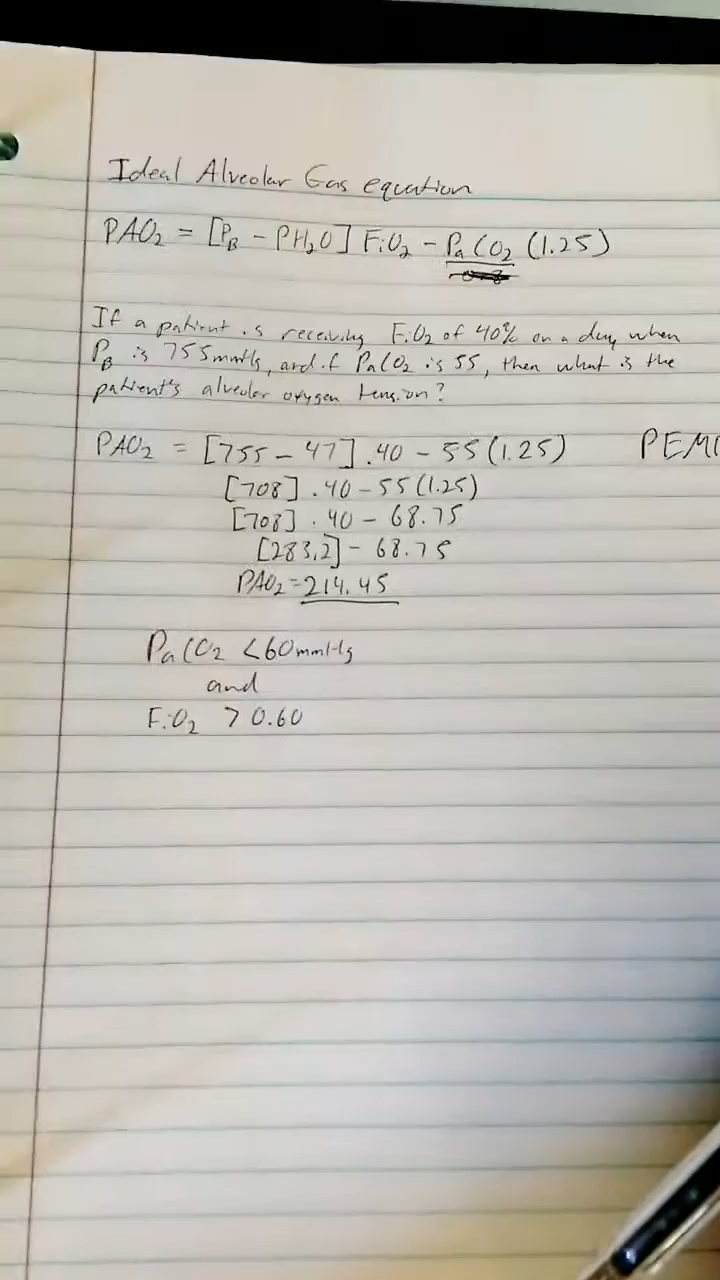 Ideal Alveolar Gas equation
PAO₂ = [P_B - PH₂O] FiO₂ - PaCO₂ (1.25)
If a patient is receiving FiO₂ of 40% on a day when
P_B is 755mmHg, and if PaCO₂ is 55, then what is the
patient's alveolar oxygen tension?
PAO₂ = [755 - 47] .40 - 55(1.25)
PEM
[708] .40 - 55(1.25)
[708] .40 - 68.75
[283.2] - 68.75
PAO₂ = 214.45
PaCO₂ <60mmHg
and
FiO₂ > 0.60